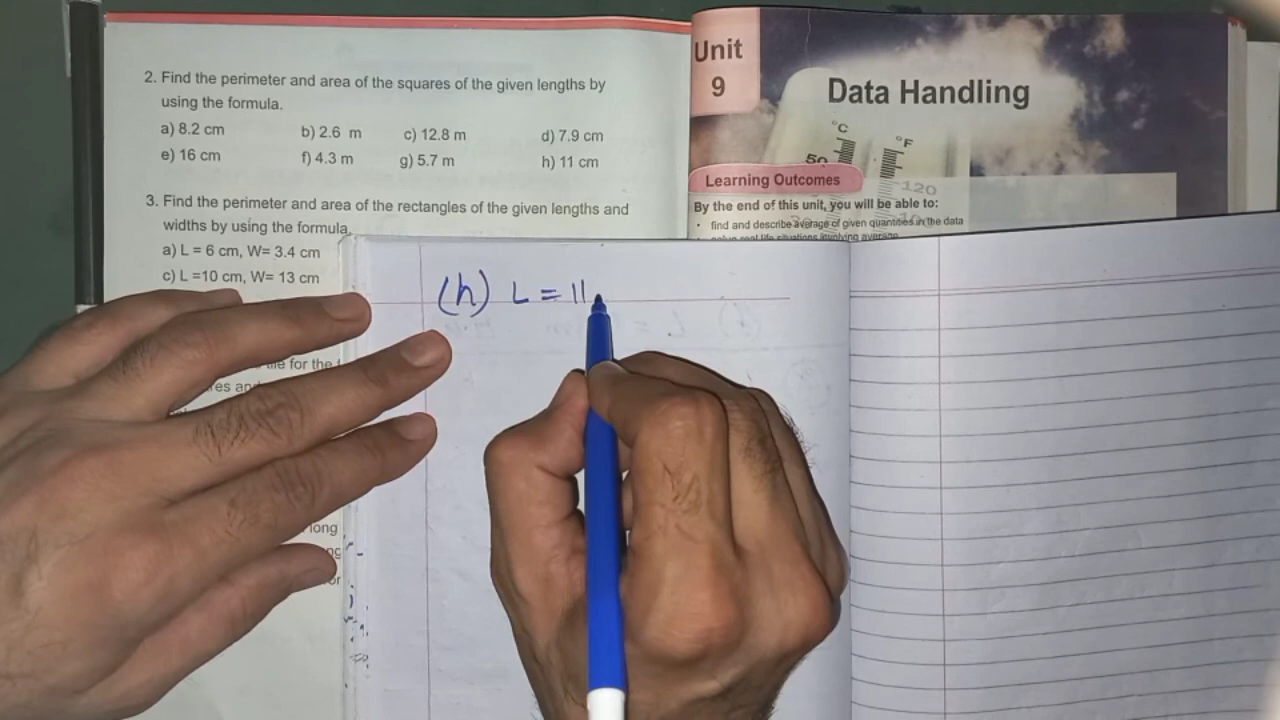 2. Find the perimeter and area of the squares of the given lengths by
using the formula.
a) 8.2 cm b) 2.6 m c) 12.8 m d) 7.9 cm
e) 16 cm f) 4.3 m g) 5.7 m h) 11 cm
3. Find the perimeter and area of the rectangles of the given lengths and
widths by using the formula.
a) L = 6 cm, W= 3.4 cm
c) L =10 cm, W= 13 cm
for the
long
Unit
9
Data Handling
°C
°F
50
120
Learning Outcomes
By the end of this unit, you will be able to:
• find and describe average of given quantities in the data
(h) L = 11